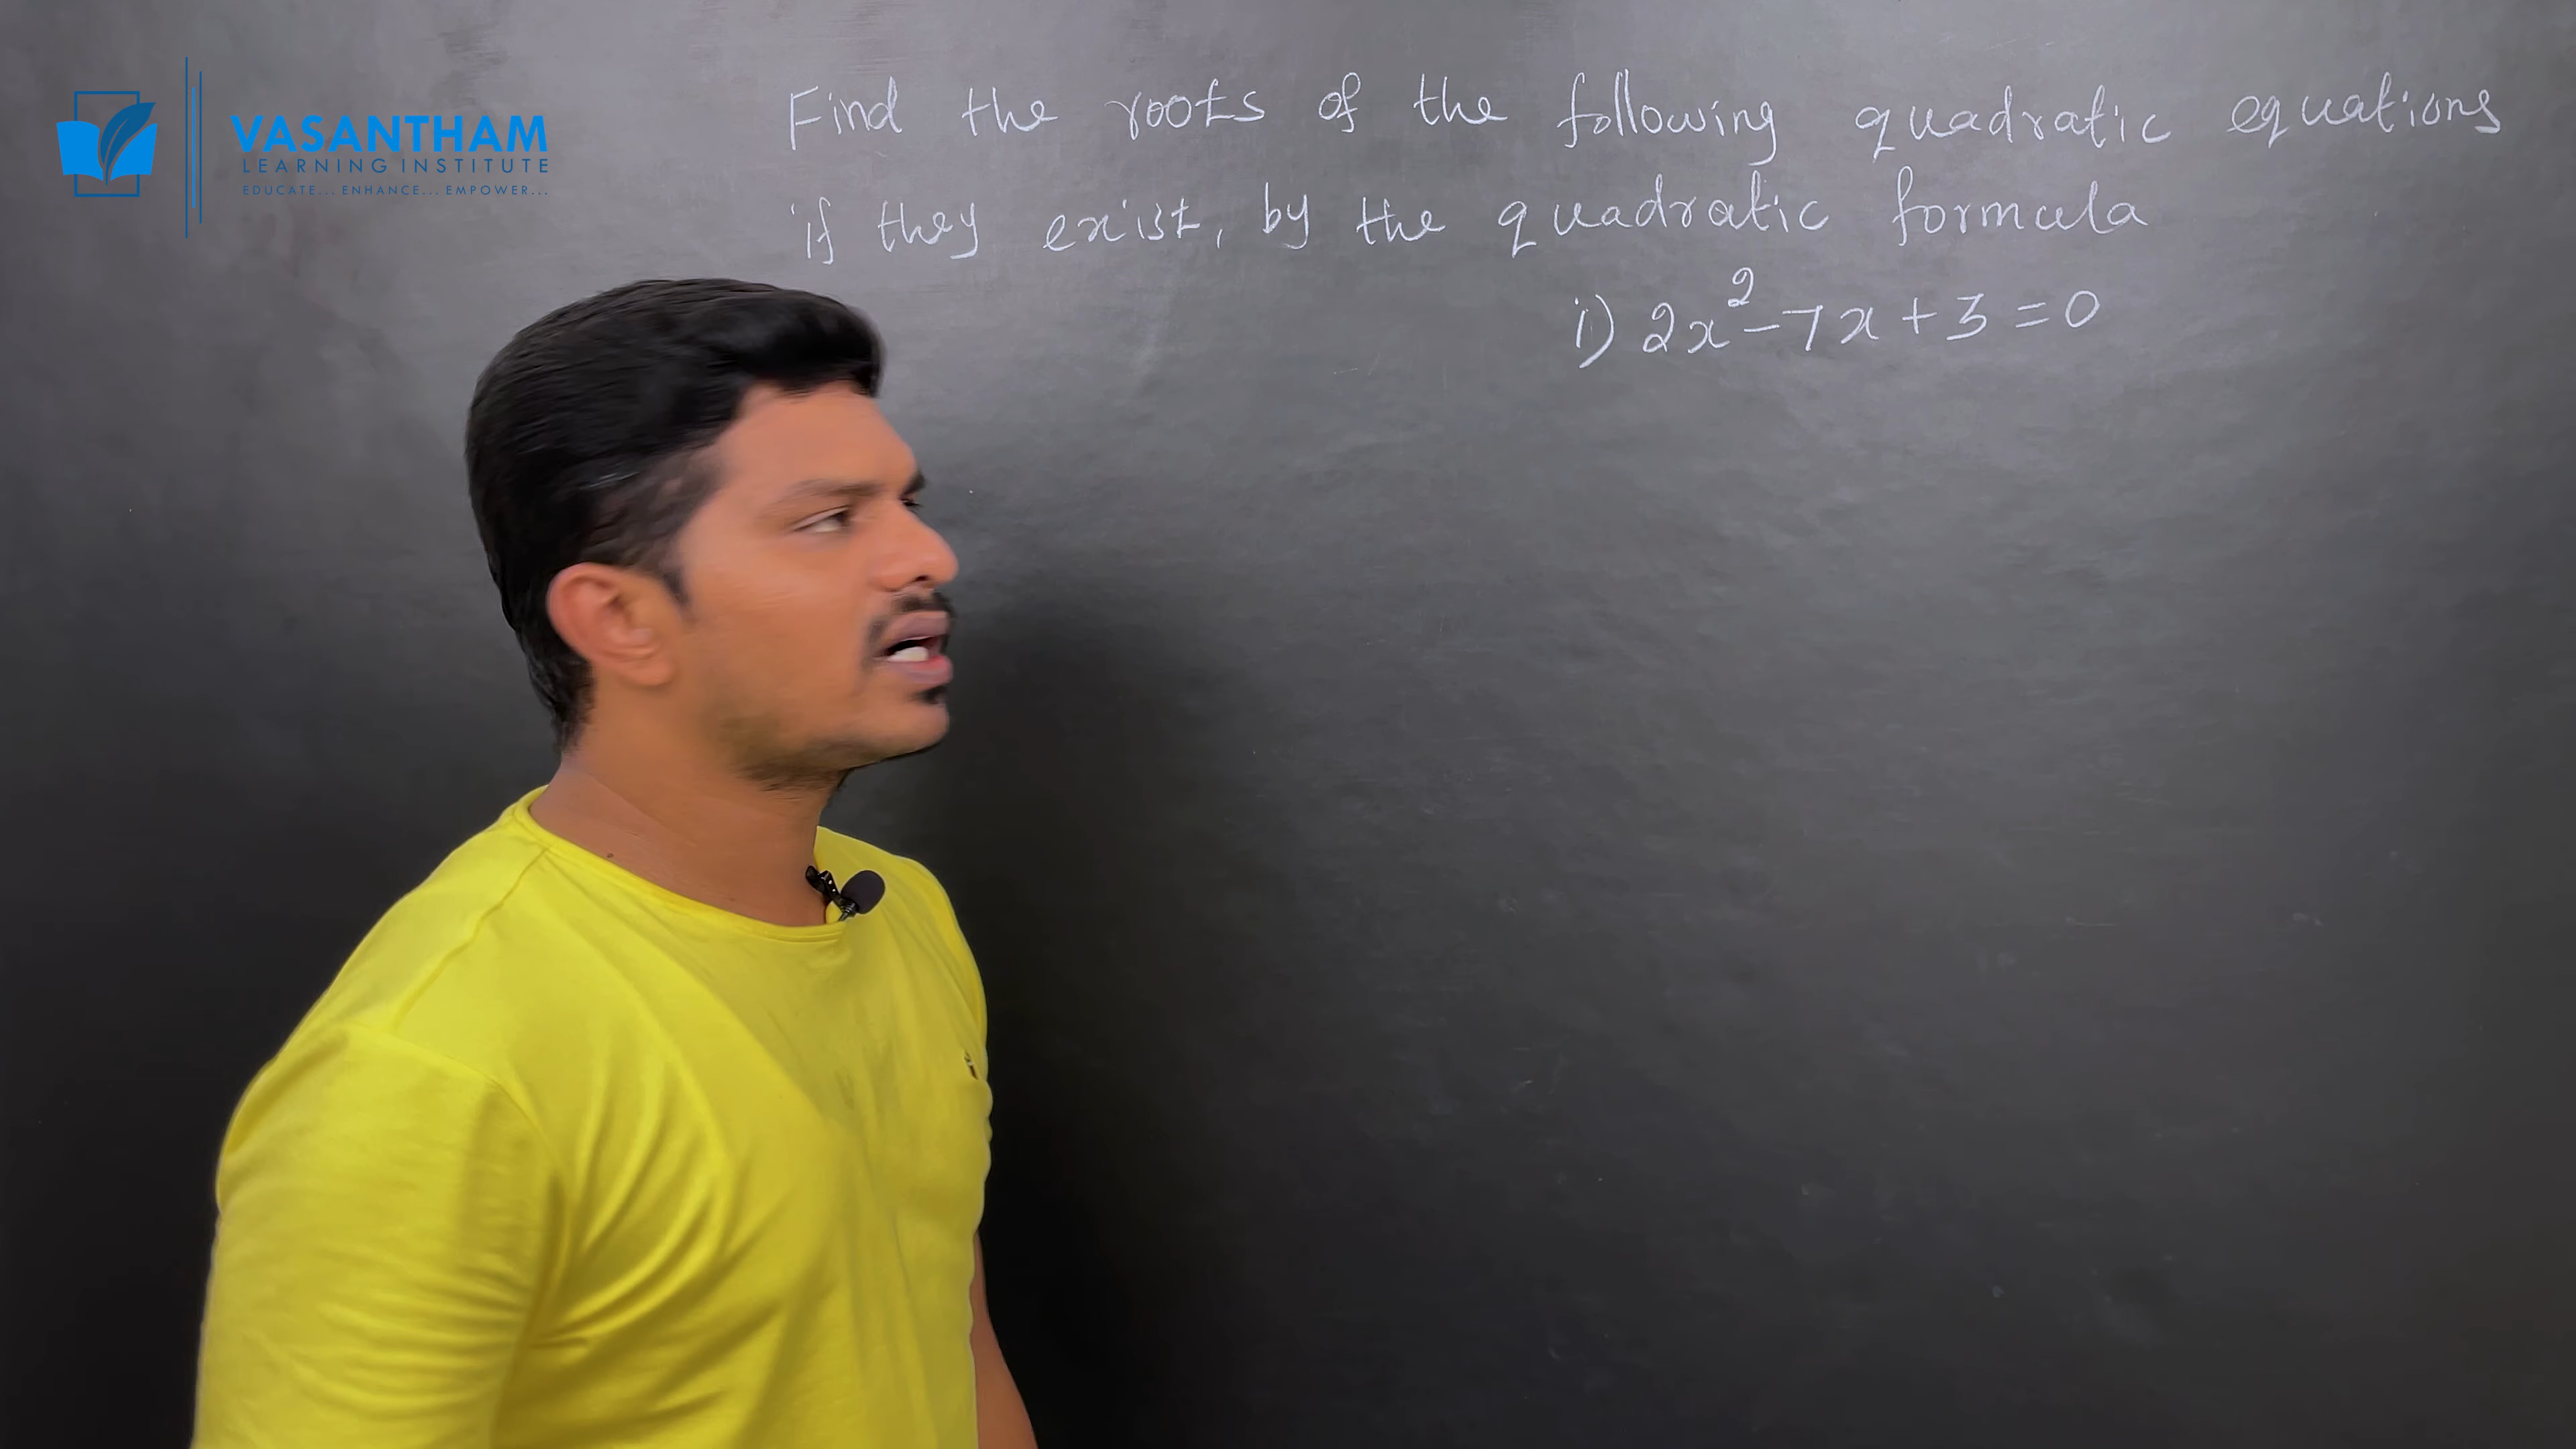 VASANTHAM
LEARNING INSTITUTE
EDUCATE... ENHANCE... EMPOWER...
Find the roots of the following quadratic equations
if they exist, by the quadratic formula
i) 2x²-7x+3=0